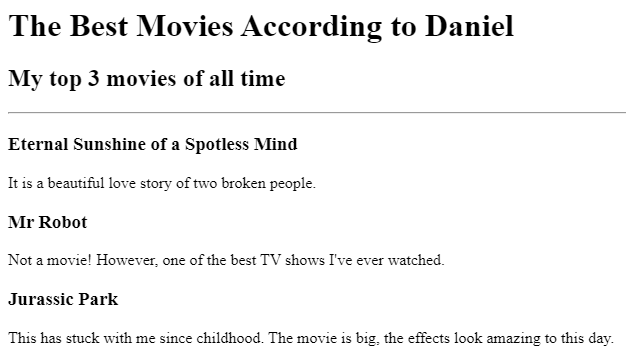 The Best Movies According to Daniel
My top 3 movies of all time
Eternal Sunshine of a Spotless Mind
It is a beautiful love story of two broken people.
Mr Robot
Not a movie! However, one of the best TV shows I've ever watched.
Jurassic Park
This has stuck with me since childhood. The movie is big, the effects look amazing to this day.